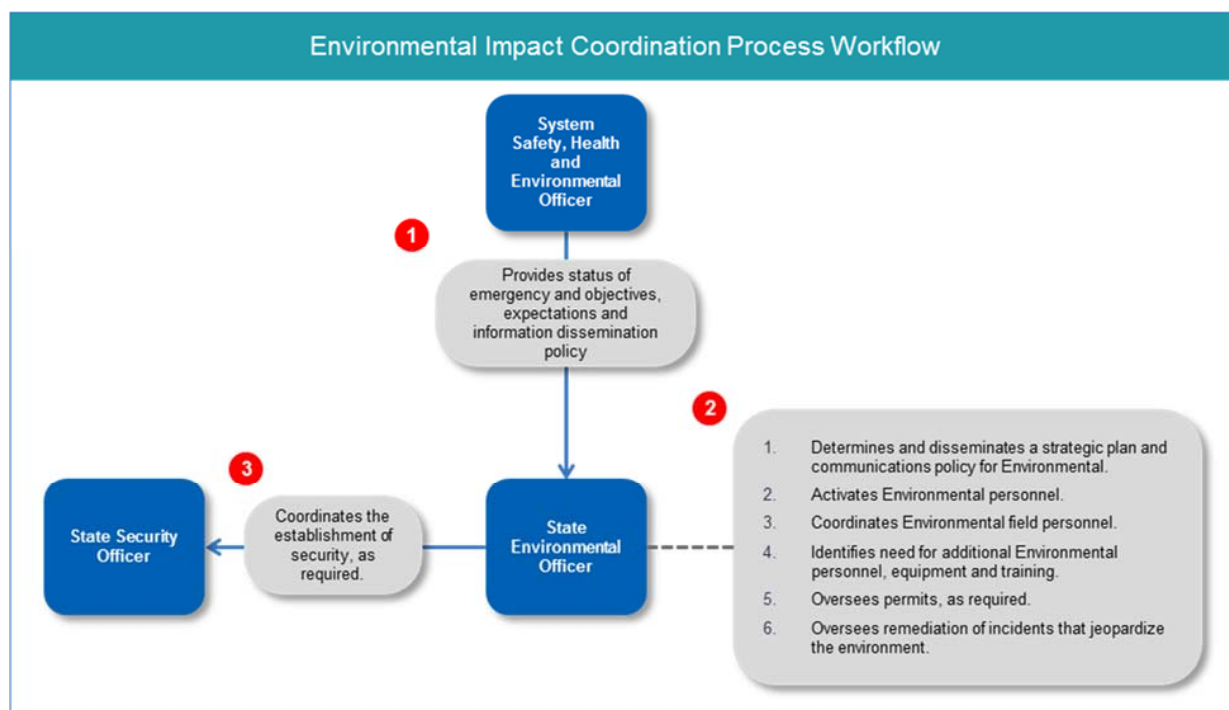 Environmental Impact Coordination Process Workflow
System
Safety, Health
and
Environmental
Officer
1
Provides status of
emergency and objectives,
expectations and
information dissemination
policy
2
1. Determines and disseminates a strategic plan and
communications policy for Environmental.
2. Activates Environmental personnel.
3. Coordinates Environmental field personnel.
4. Identifies need for additional Environmental
personnel, equipment and training.
5. Oversees permits, as required.
6. Oversees remediation of incidents that jeopardize
the environment.
State
Environmental
Officer
3
Coordinates the
establishment of
security, as
required.
State Security
Officer